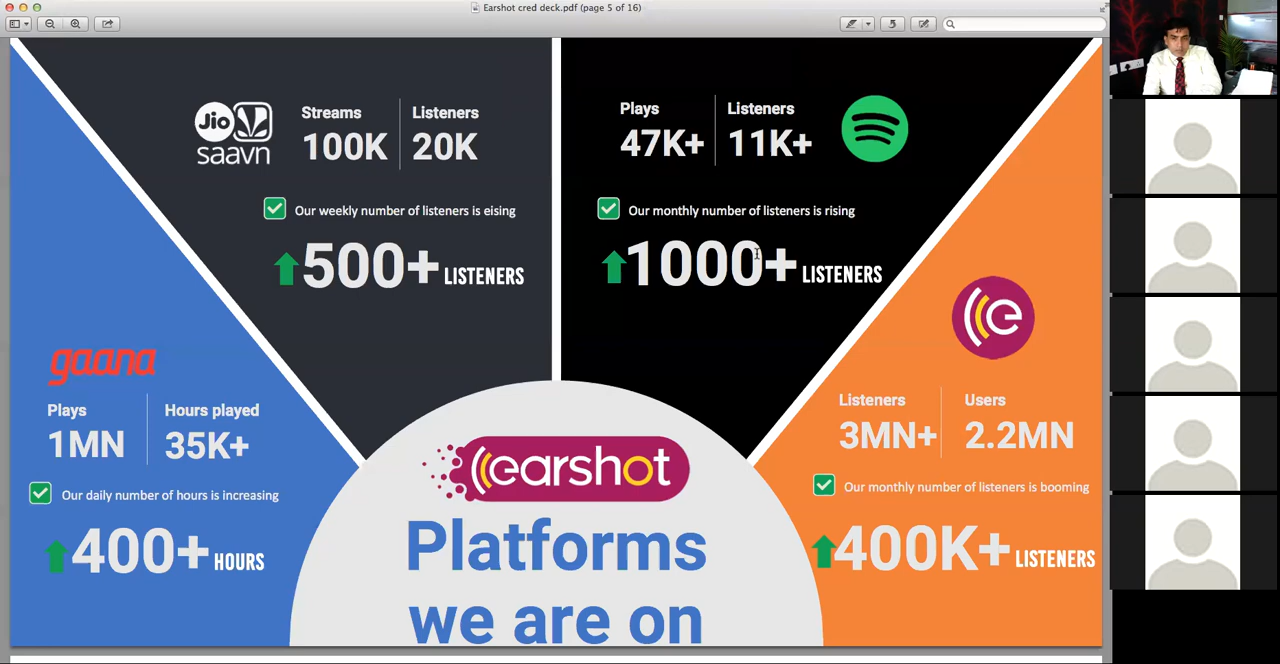 Earshot cred deck.pdf (page 5 of 16)
Jio
saavn
Streams
100K
Listeners
20K
Our weekly number of listeners is eising
500+ LISTENERS
Plays
47K+
Listeners
11K+
Our monthly number of listeners is rising
1000+ LISTENERS
gaana
Plays
1MN
Hours played
35K+
Our daily number of hours is increasing
400+ HOURS
e
Listeners
3MN+
Users
2.2MN
Our monthly number of listeners is booming
400K+ LISTENERS
earshot
Platforms
we are on